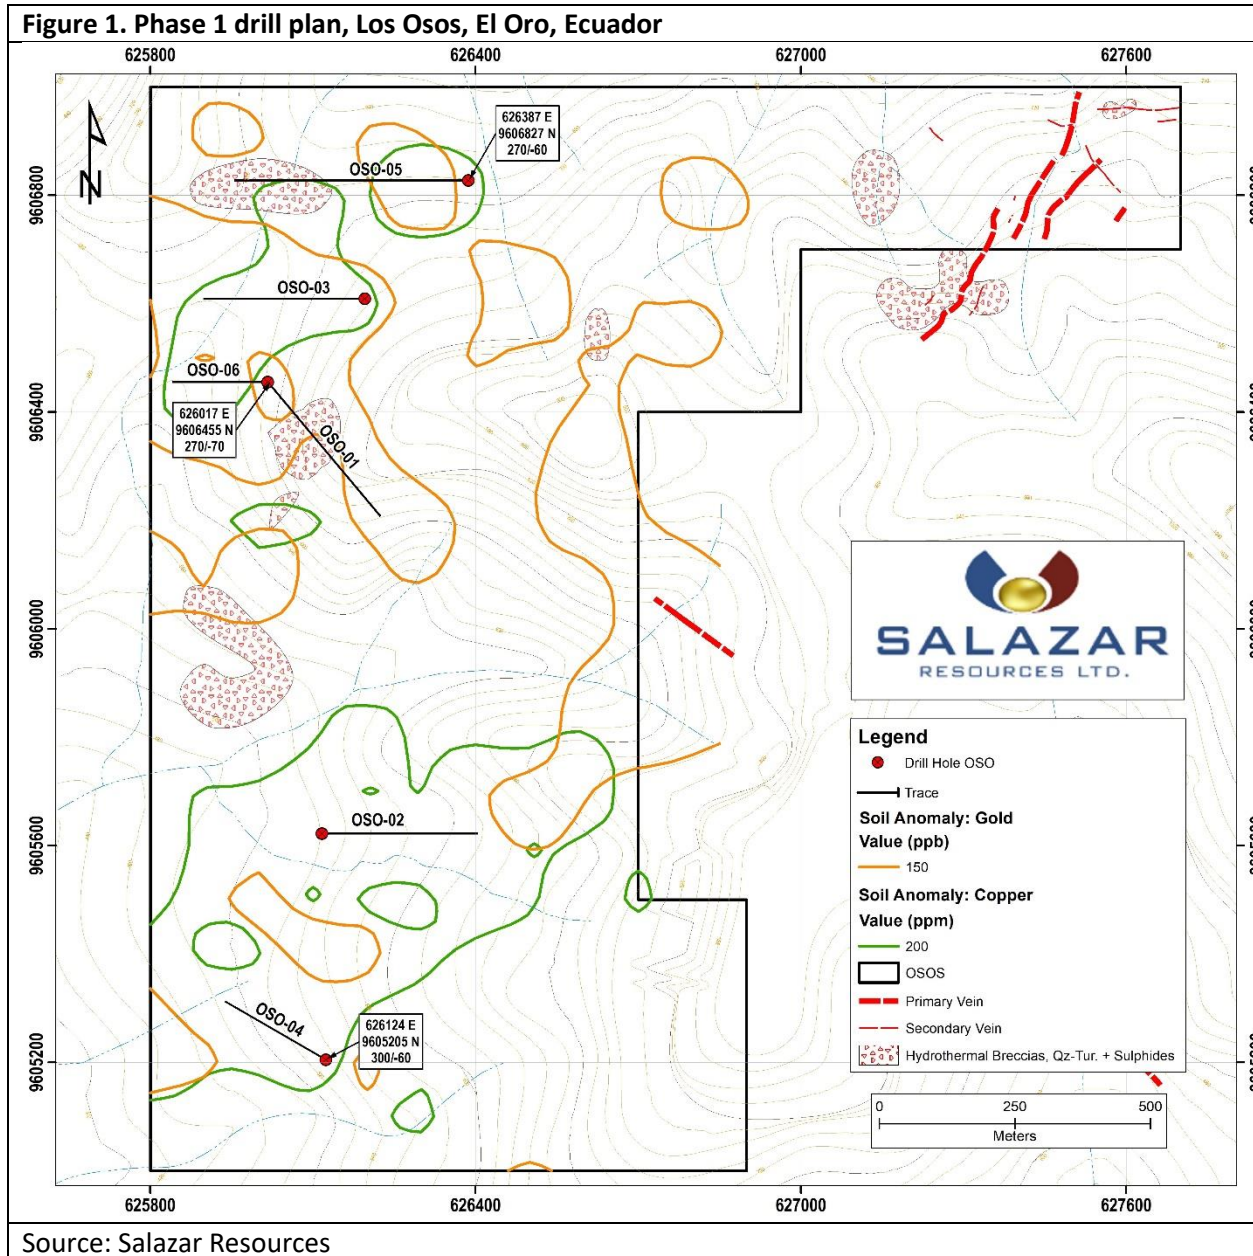 Figure 1. Phase 1 drill plan, Los Osos, El Oro, Ecuador
625800
626400
627000
627600
626387 E
9606827 N
270/-60
OSO-05
N
9606800
OSO-03
OSO-06
626017 E
9606455 N
270/-70
OSO-01
9606400
9606000
SALAZAR
RESOURCES LTD.
Legend
Drill Hole OSO
Trace
Soil Anomaly: Gold
Value (ppb)
150
Soil Anomaly: Copper
Value (ppm)
200
OSOS
Primary Vein
Secondary Vein
Hydrothermal Breccias, Qz-Tur. + Sulphides
OSO-02
9605600
OSO-04
626124 E
9605205 N
300/-60
9605200
0
250
500
Meters
625800
626400
627000
627600
Source: Salazar Resources